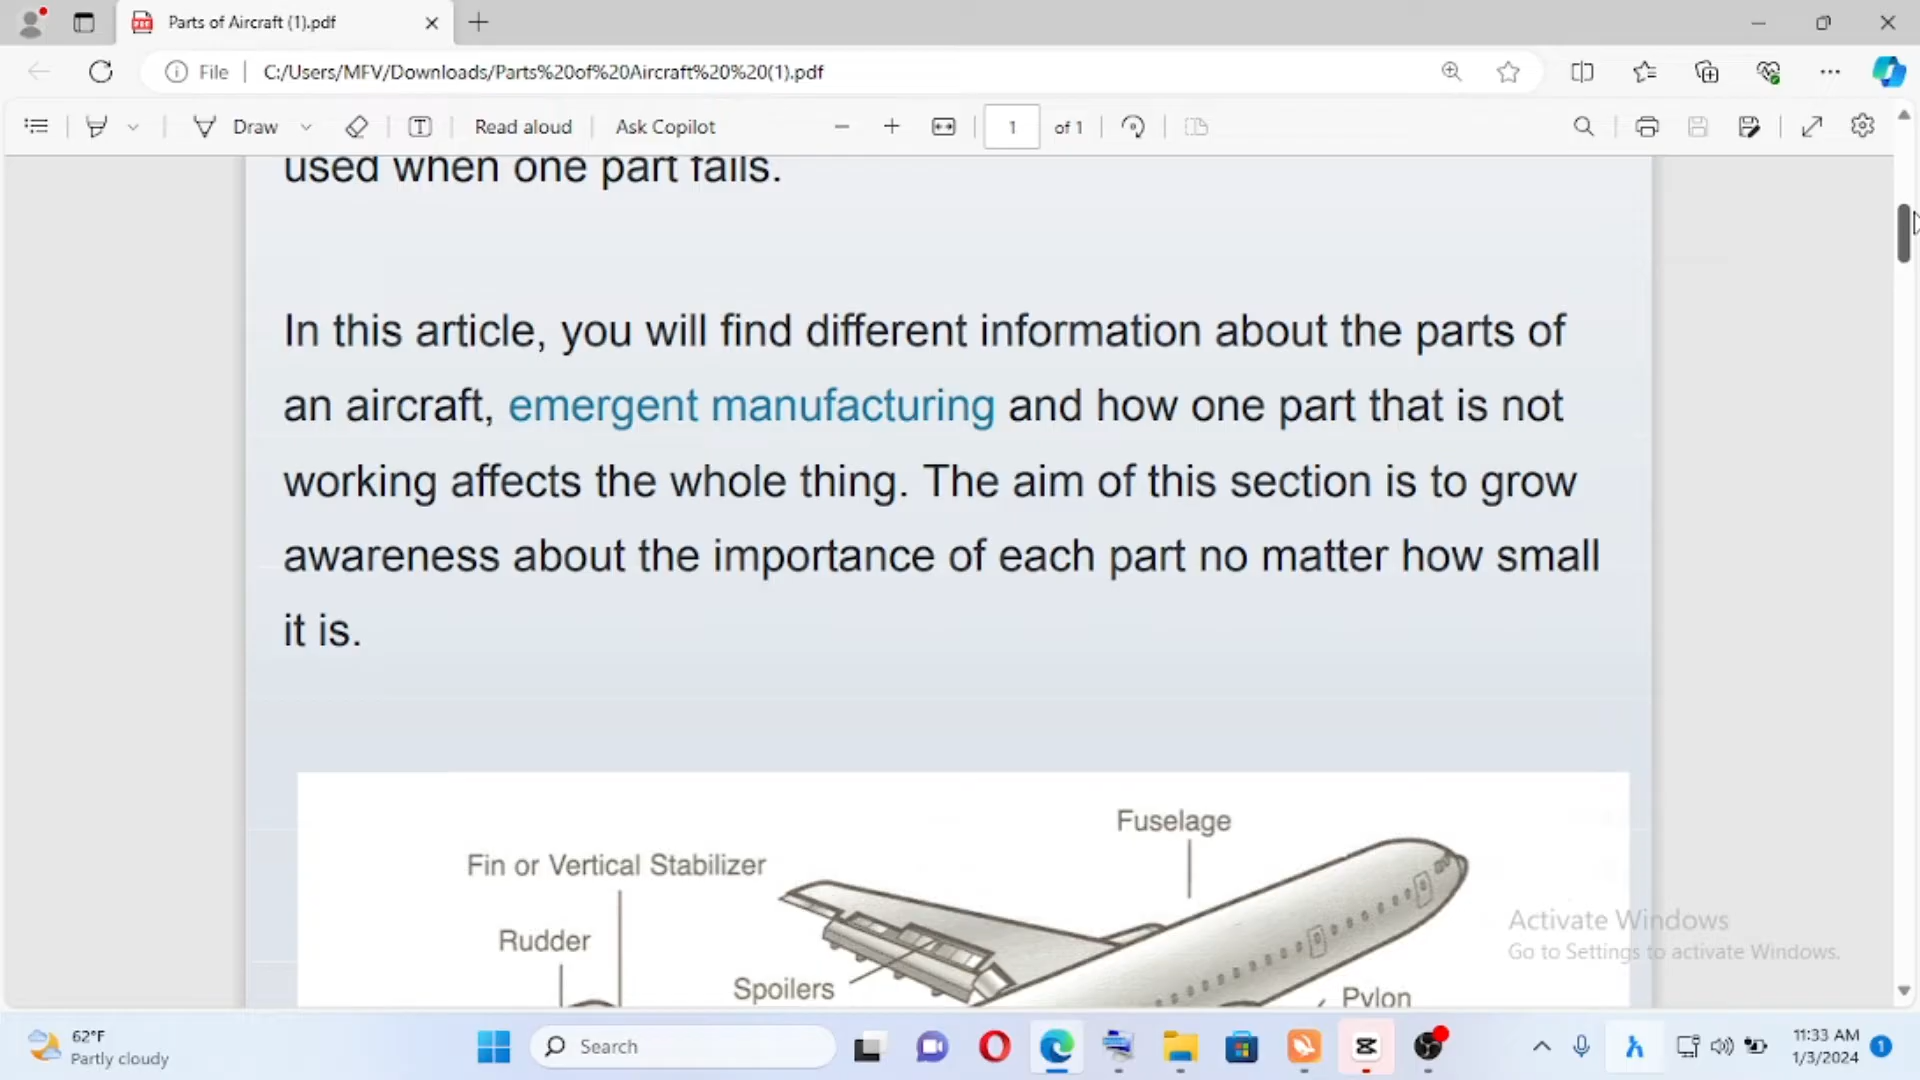 Parts of Aircraft (1).pdf
File
C:/Users/MFV/Downloads/Parts%20of%20Aircraft%20%20(1).pdf
Draw
Read aloud
Ask Copilot
1
of 1
used when one part fails.
In this article, you will find different information about the parts of
an aircraft, emergent manufacturing and how one part that is not
working affects the whole thing. The aim of this section is to grow
awareness about the importance of each part no matter how small
it is.
Fuselage
Fin or Vertical Stabilizer
Rudder
Spoilers
Pylon
Activate Windows
Go to Settings to activate Windows.
62°F
Partly cloudy
Search
11:33 AM
1/3/2024
1